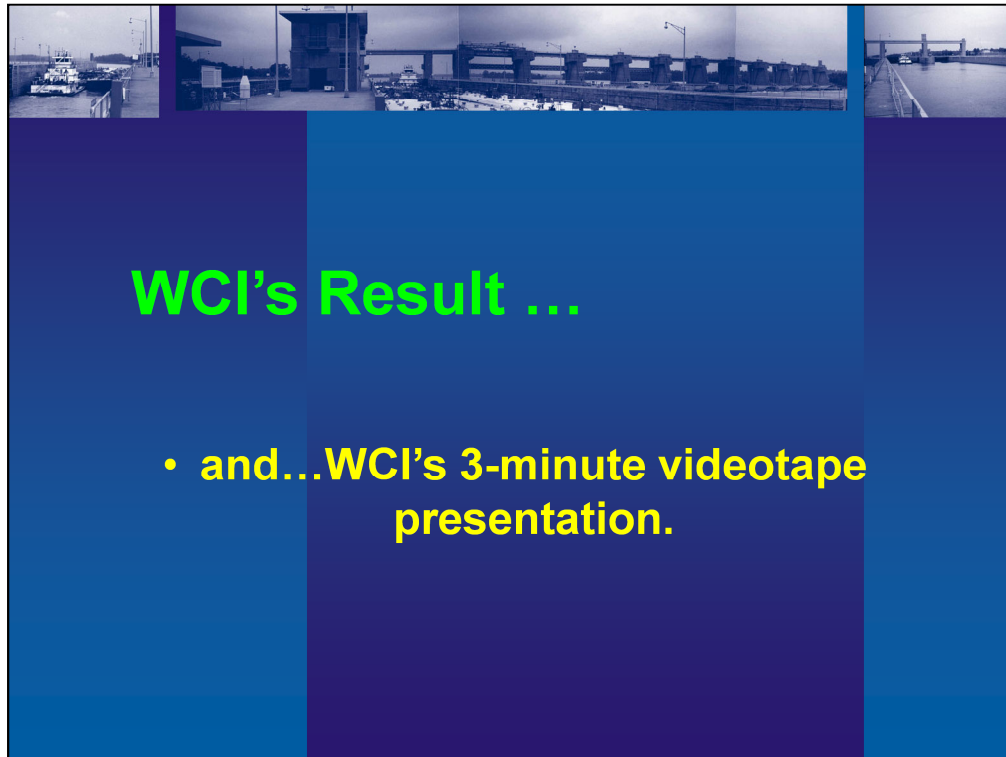 WCI’s Result …
• and…WCI’s 3-minute videotape
presentation.